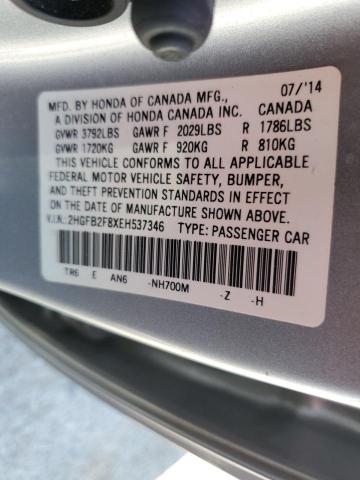 MFD. BY HONDA OF CANADA MFG., 07/'14
A DIVISION OF HONDA CANADA INC. CANADA
GVWR 3792LBS GAWR F 2029LBS R 1786LBS
GVWR 1720KG GAWR F 920KG R 810KG
THIS VEHICLE CONFORMS TO ALL APPLICABLE
FEDERAL MOTOR VEHICLE SAFETY, BUMPER,
AND THEFT PREVENTION STANDARDS IN EFFECT
ON THE DATE OF MANUFACTURE SHOWN ABOVE.
V.I.N.: 2HGFB2F8XEH537346 TYPE: PASSENGER CAR
TR6 E AN6 -NH700M -Z -H